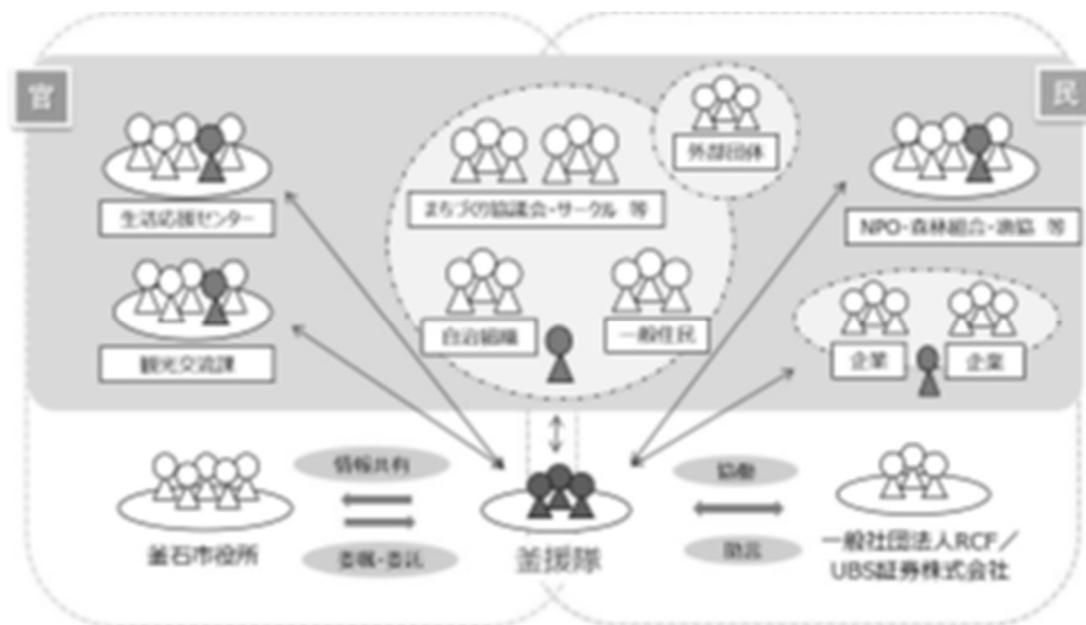 官
民
外部団体
生活応援センター
まちづくり協議会・サークル 等
NPO・森林組合・漁協 等
自治組織
一般住民
観光交流課
企業
企業
情報共有
協働
釜石市役所
委嘱・委託
釜援隊
助言
一般社団法人RCF／
UBS証券株式会社